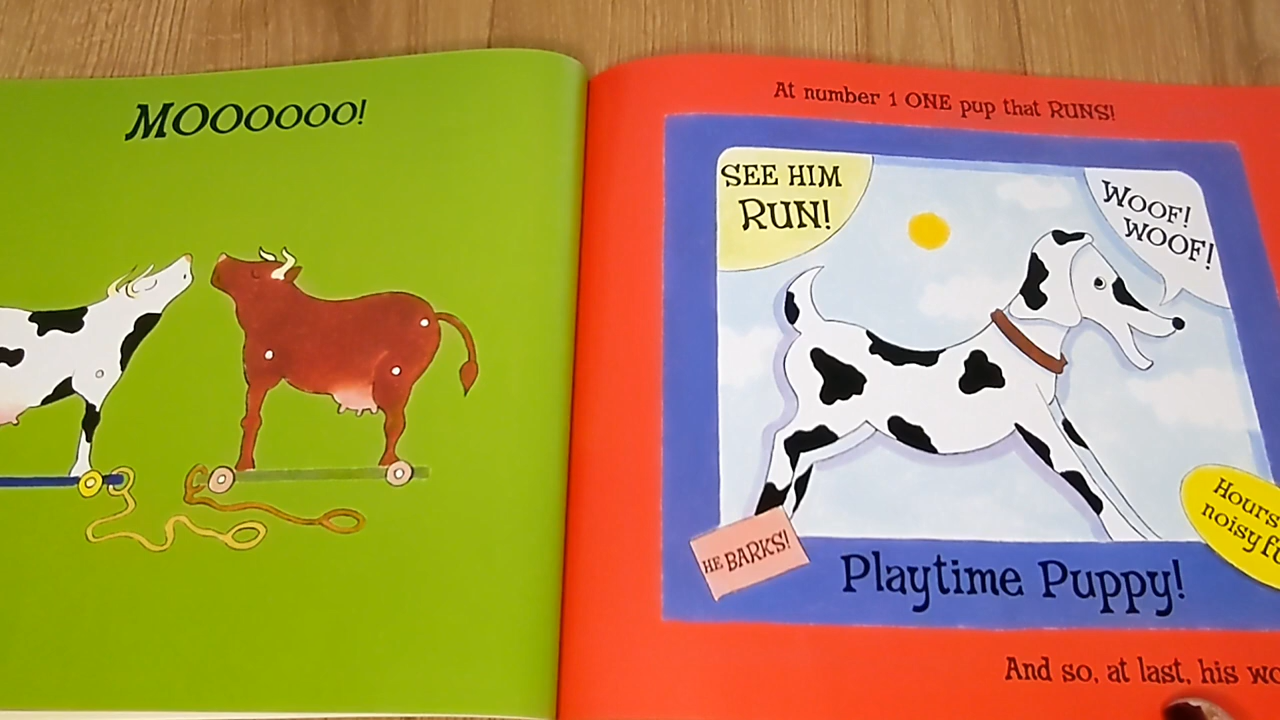 MOOOOOO!
At number 1 ONE pup that RUNS!
SEE HIM
RUN!
WOOF!
WOOF!
HE BARKS!
Hours
noisy
Playtime Puppy!
And so, at last, his